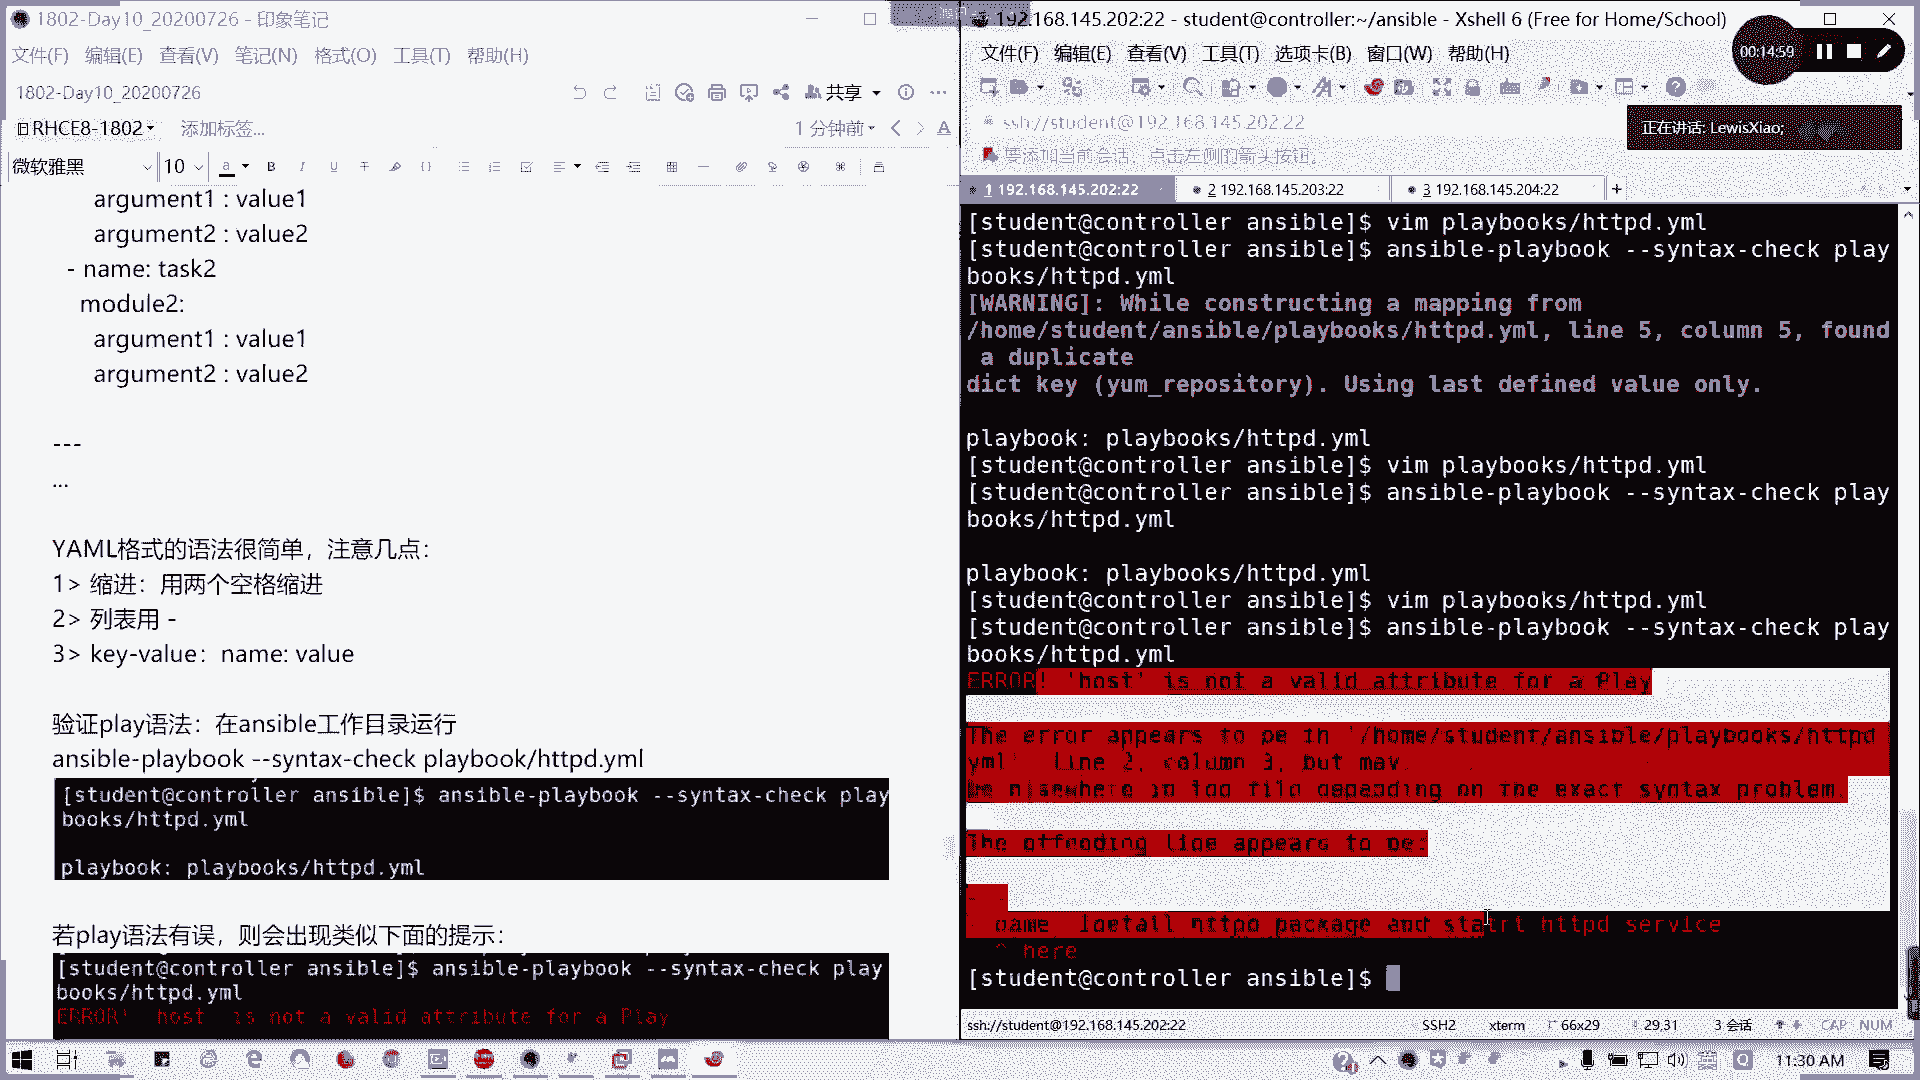 1802-Day10_20200726 - 印象笔记
文件(F) 编辑(E) 查看(V) 笔记(N) 格式(O) 工具(T) 帮助(H)
1802-Day10_20200726
共享
RHCE8-1802
添加标签...
1 分钟前
微软雅黑 10
argument1 : value1
argument2 : value2
- name: task2
module2:
argument1 : value1
argument2 : value2
---
...
YAML格式的语法很简单，注意几点：
1> 缩进：用两个空格缩进
2> 列表用 -
3> key-value：name: value
验证play语法：在ansible工作目录运行
ansible-playbook --syntax-check playbook/httpd.yml
[student@controller ansible]$ ansible-playbook --syntax-check play
books/httpd.yml
playbook: playbooks/httpd.yml
若play语法有误，则会出现类似下面的提示：
[student@controller ansible]$ ansible-playbook --syntax-check play
books/httpd.yml
ERROR! 'host' is not a valid attribute for a Play
192.168.145.202:22 - student@controller:~/ansible - Xshell 6 (Free for Home/School)
文件(F) 编辑(E) 查看(V) 工具(T) 选项卡(B) 窗口(W) 帮助(H)
00:14:59
ssh://student@192.168.145.202:22
正在讲话: LewisXiao;
要添加当前会话，点击左侧的箭头按钮。
1 192.168.145.202:22
2 192.168.145.203:22
3 192.168.145.204:22
[student@controller ansible]$ vim playbooks/httpd.yml
[student@controller ansible]$ ansible-playbook --syntax-check play
books/httpd.yml
[WARNING]: While constructing a mapping from
/home/student/ansible/playbooks/httpd.yml, line 5, column 5, found
a duplicate
dict key (yum_repository). Using last defined value only.
playbook: playbooks/httpd.yml
[student@controller ansible]$ vim playbooks/httpd.yml
[student@controller ansible]$ ansible-playbook --syntax-check play
books/httpd.yml
playbook: playbooks/httpd.yml
[student@controller ansible]$ vim playbooks/httpd.yml
[student@controller ansible]$ ansible-playbook --syntax-check play
books/httpd.yml
ERROR! 'host' is not a valid attribute for a Play
The error appears to be in '/home/student/ansible/playbooks/httpd
yml line 2, column 3, but may
be elsewhere in the file depending on the exact syntax problem.
The offending line appears to be:
name Install httpd package and start httpd service
^ here
[student@controller ansible]$
ssh://student@192.168.145.202:22
SSH2 xterm 66x29 29,31 3 会话 CAP NUM
英
11:30 AM